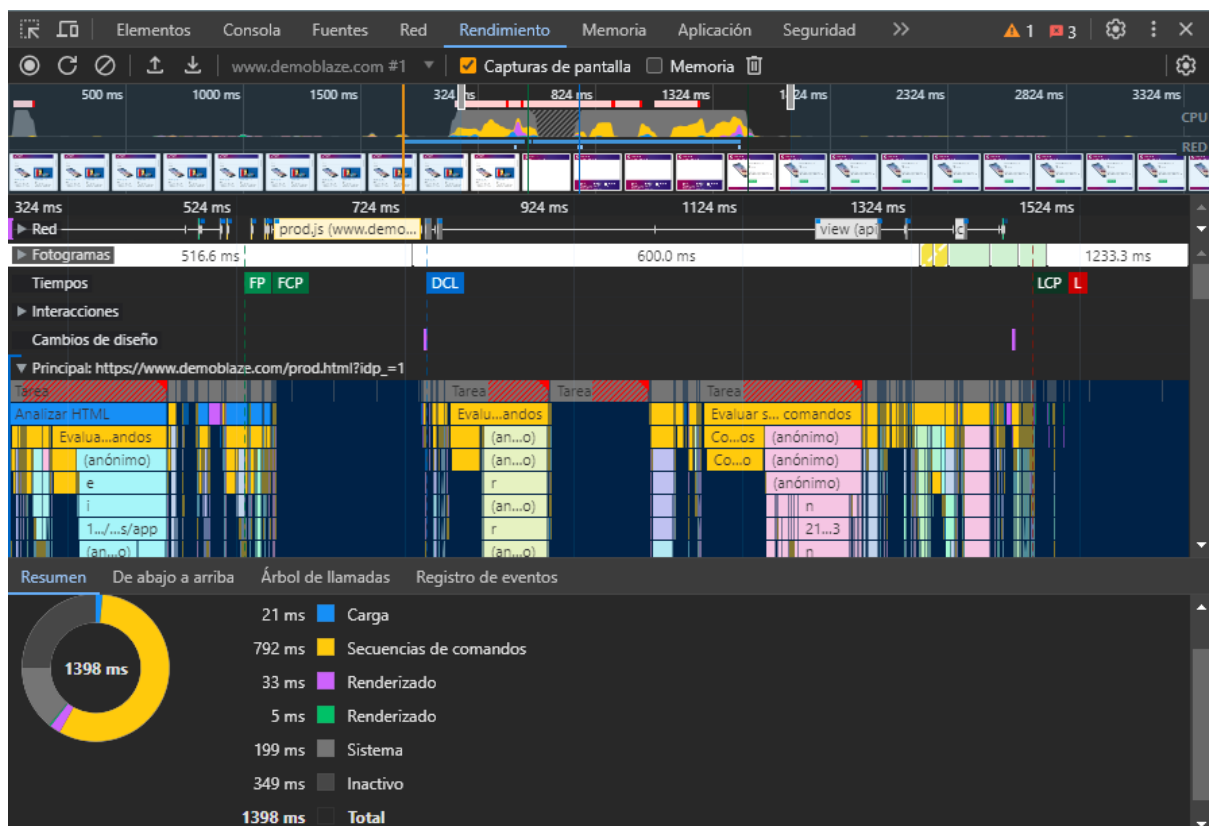 Elementos Consola Fuentes Red Rendimiento Memoria Aplicación Seguridad >> 1 3
www.demoblaze.com #1 Capturas de pantalla Memoria
500 ms 1000 ms 1500 ms 324 ms 824 ms 1324 ms 1824 ms 2324 ms 2824 ms 3324 ms
CPU
RED
324 ms 524 ms 724 ms 924 ms 1124 ms 1324 ms 1524 ms
Red prod.js (www.demo... view (api
Fotogramas 516.6 ms 600.0 ms 1233.3 ms
Tiempos FP FCP DCL LCP L
Interacciones
Cambios de diseño
Principal: https://www.demoblaze.com/prod.html?idp_=1
Tarea Tarea Tarea Tarea
Analizar HTML Evalu...andos Evaluar s... comandos
Evalua...andos (an...o) Co...os (anónimo)
(anónimo) (an...o) Co...o (anónimo)
e r (anónimo)
i (an...o) n
1.../...s/app r 21...3
(an...o) (an...o) n
Resumen De abajo a arriba Árbol de llamadas Registro de eventos
1398 ms
21 ms Carga
792 ms Secuencias de comandos
33 ms Renderizado
5 ms Renderizado
199 ms Sistema
349 ms Inactivo
1398 ms Total